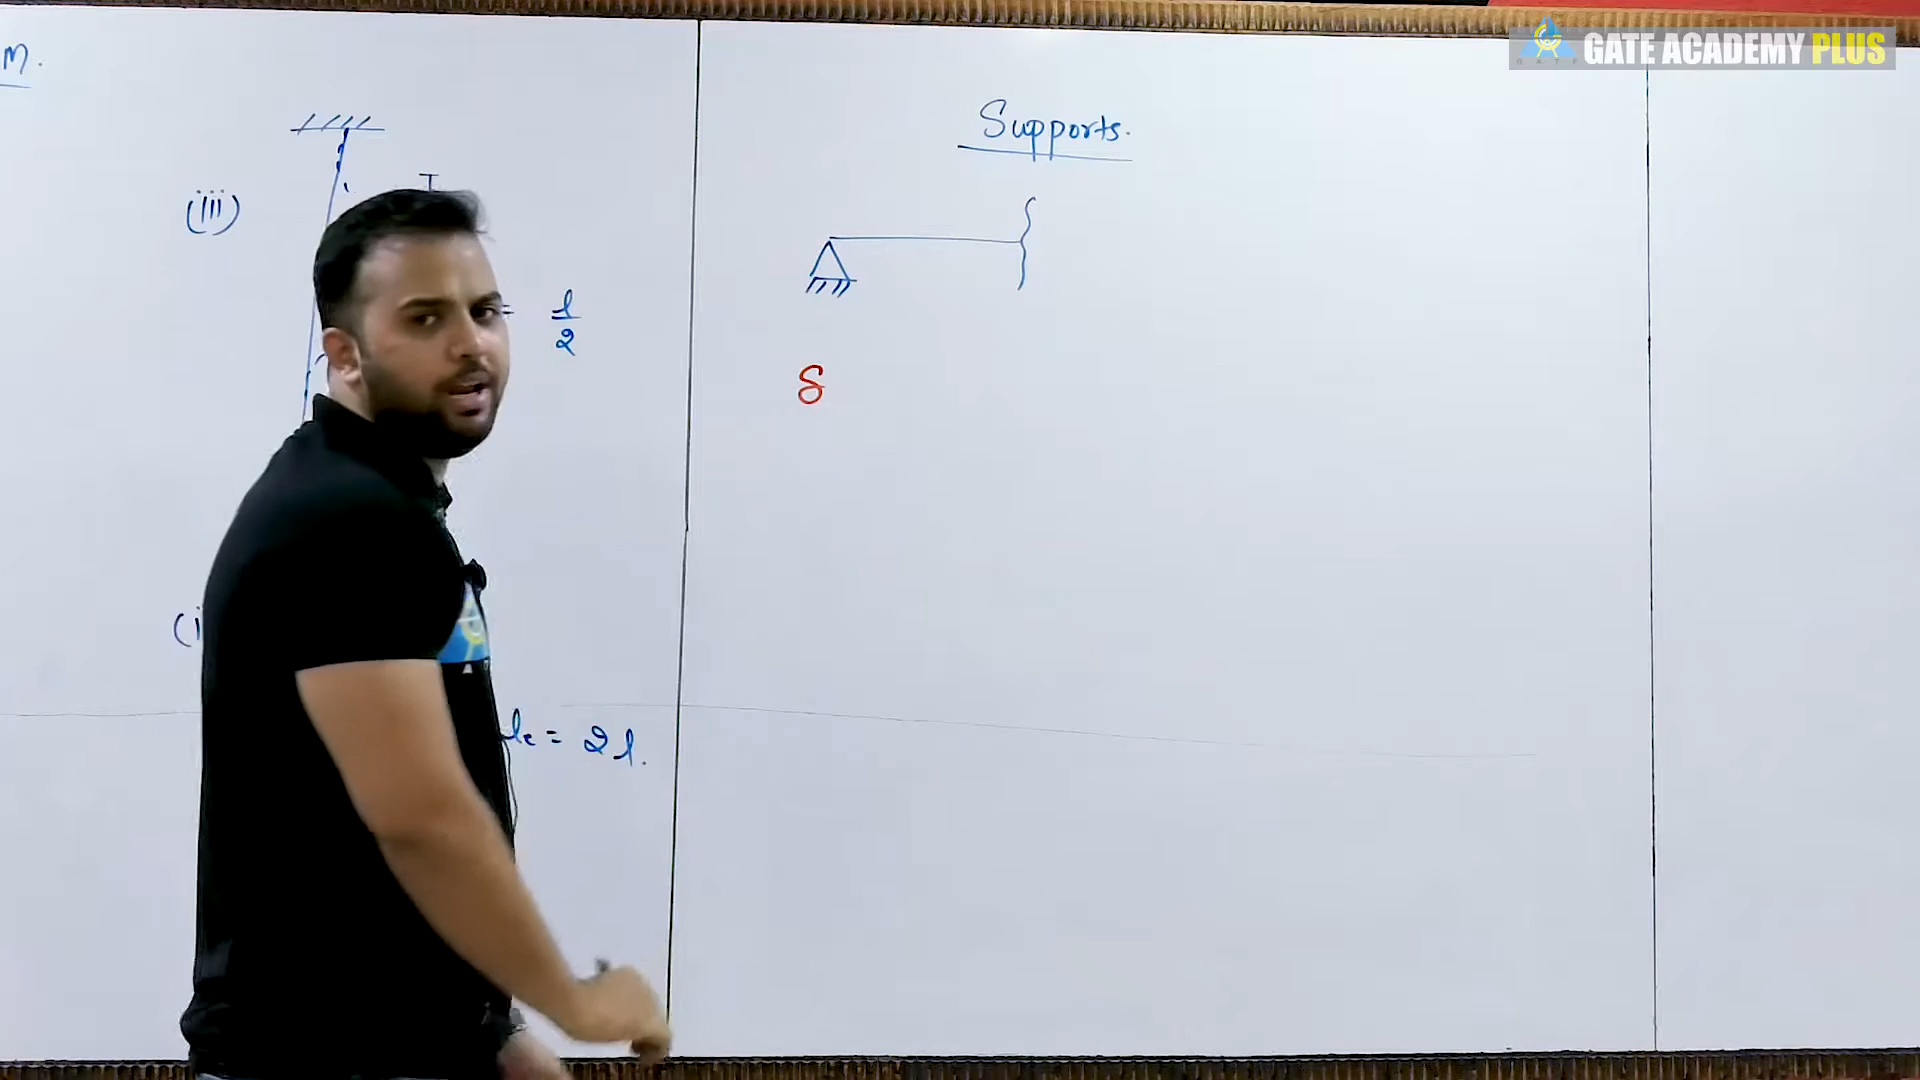 M.
(iii)
= l/2
(i
le = 2l.
Supports.
δ
GATE ACADEMY PLUS